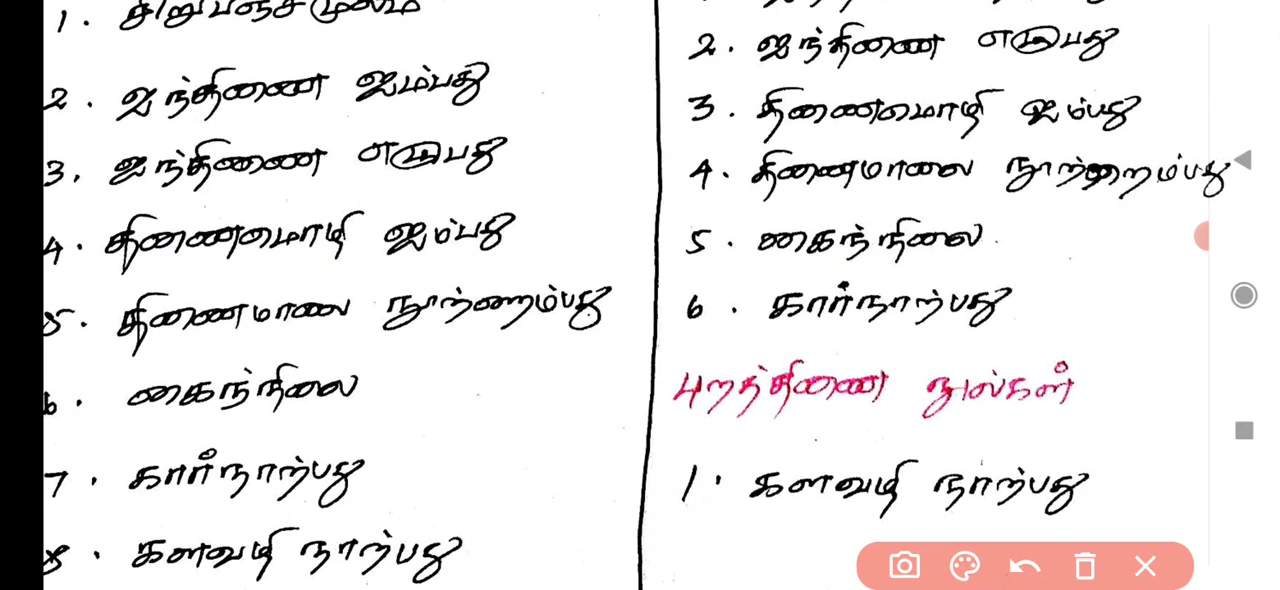 1. சிறுபஞ்சமூலம்
2. ஐந்திணை ஐம்பது
3. ஐந்திணை எழுபது
4. திணைமொழி ஐம்பது
5. திணைமாலை நூற்றைம்பது
6. கைந்நிலை
7. கார்நாற்பது
8. களவழி நாற்பது
2. ஐந்திணை எழுபது
3. திணைமொழி ஐம்பது
4. திணைமாலை நூற்றைம்பது
5. கைந்நிலை
6. கார்நாற்பது
புறத்திணை நூல்கள்
1. களவழி நாற்பது